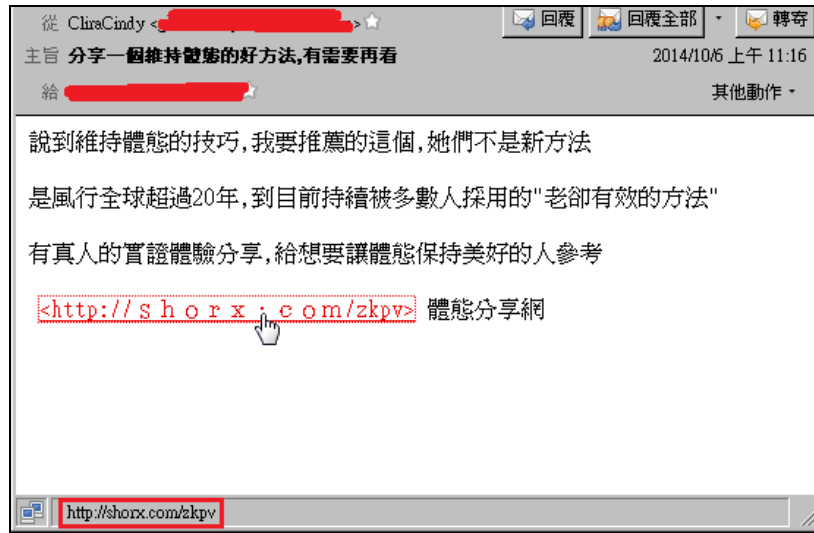 從 CliraCindy < >
回覆 回覆全部 轉寄
主旨 分享一個維持體態的好方法,有需要再看
2014/10/6 上午 11:16
給
其他動作
說到維持體態的技巧,我要推薦的這個,她們不是新方法
是風行全球超過20年,到目前持續被多數人採用的"老卻有效的方法"
有真人的實證體驗分享,給想要讓體態保持美好的人參考
<http://ｓｈｏｒｘ．ｃｏｍ/zkpv> 體態分享網
http://shorx.com/zkpv